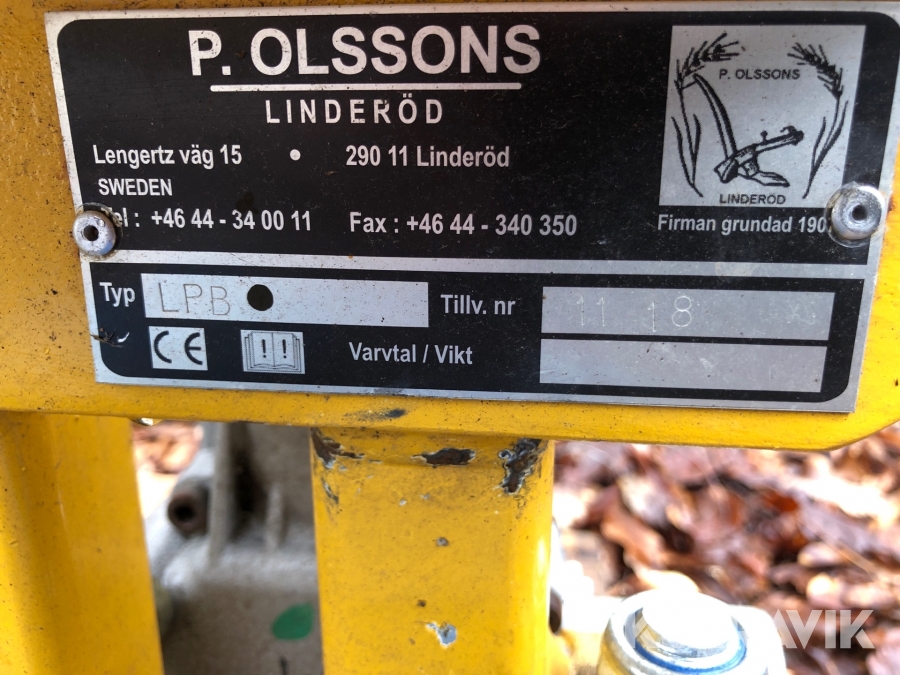 P. OLSSONS
LINDERÖD
Lengertz väg 15 • 290 11 Linderöd
SWEDEN
Tel : +46 44 - 34 00 11 Fax : +46 44 - 340 350
P. OLSSONS
LINDERÖD
Firman grundad
Typ LPB
Tillv. nr 11 18
CE
Varvtal / Vikt